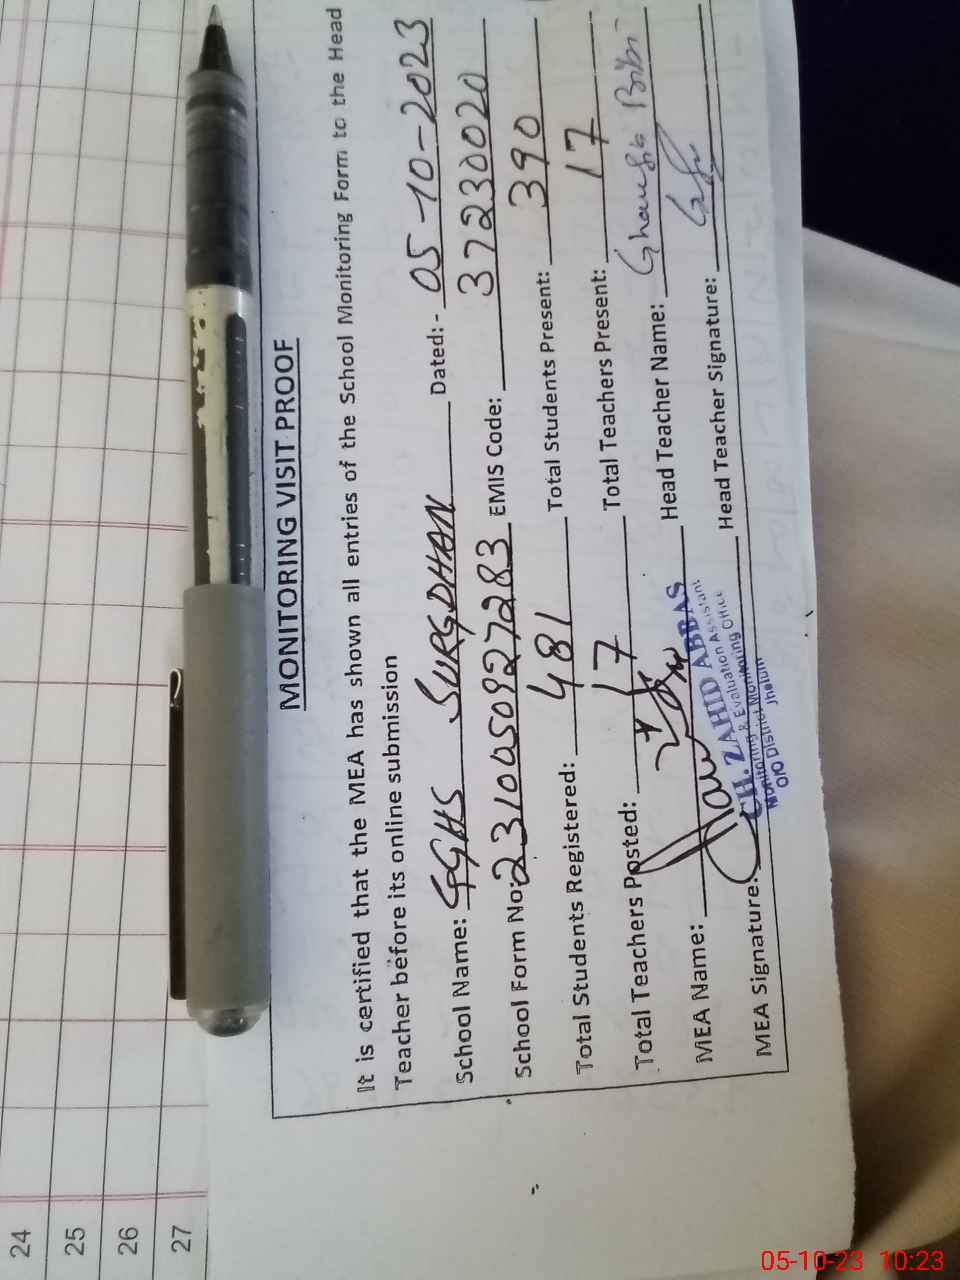 24
25
26
27
MONITORING VISIT PROOF
It is certified that the MEA has shown all entries of the School Monitoring Form to the Head
Teacher before its online submission
School Name: GGHS SURGDHAN Dated:- 05-10-2023
School Form No: 2310450927283 EMIS Code: 37230020
Total Students Registered: 481 Total Students Present: 390
Total Teachers Posted: 17 Total Teachers Present: 17
MEA Name: Head Teacher Name: Ghausia Bibi
MEA Signature: Head Teacher Signature:
CH. ZAHID ABBAS
Monitoring & Evaluation Assistant
O/O District Monitoring Office
Jhelum
05-10-23 10:23